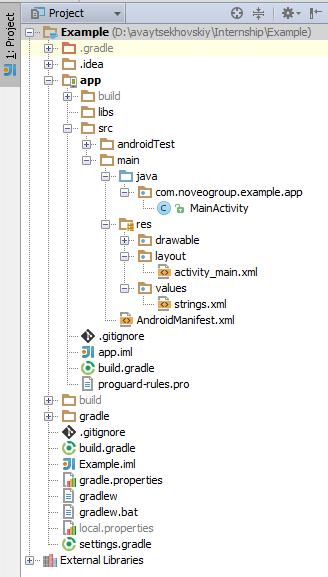 1: Project
Project
Example (D:\avaytsekhovskiy\Internship\Example)
.gradle
.idea
app
build
libs
src
androidTest
main
java
com.noveogroup.example.app
C MainActivity
res
drawable
layout
activity_main.xml
values
strings.xml
AndroidManifest.xml
.gitignore
app.iml
build.gradle
proguard-rules.pro
build
gradle
.gitignore
build.gradle
Example.iml
gradle.properties
gradlew
gradlew.bat
local.properties
settings.gradle
External Libraries